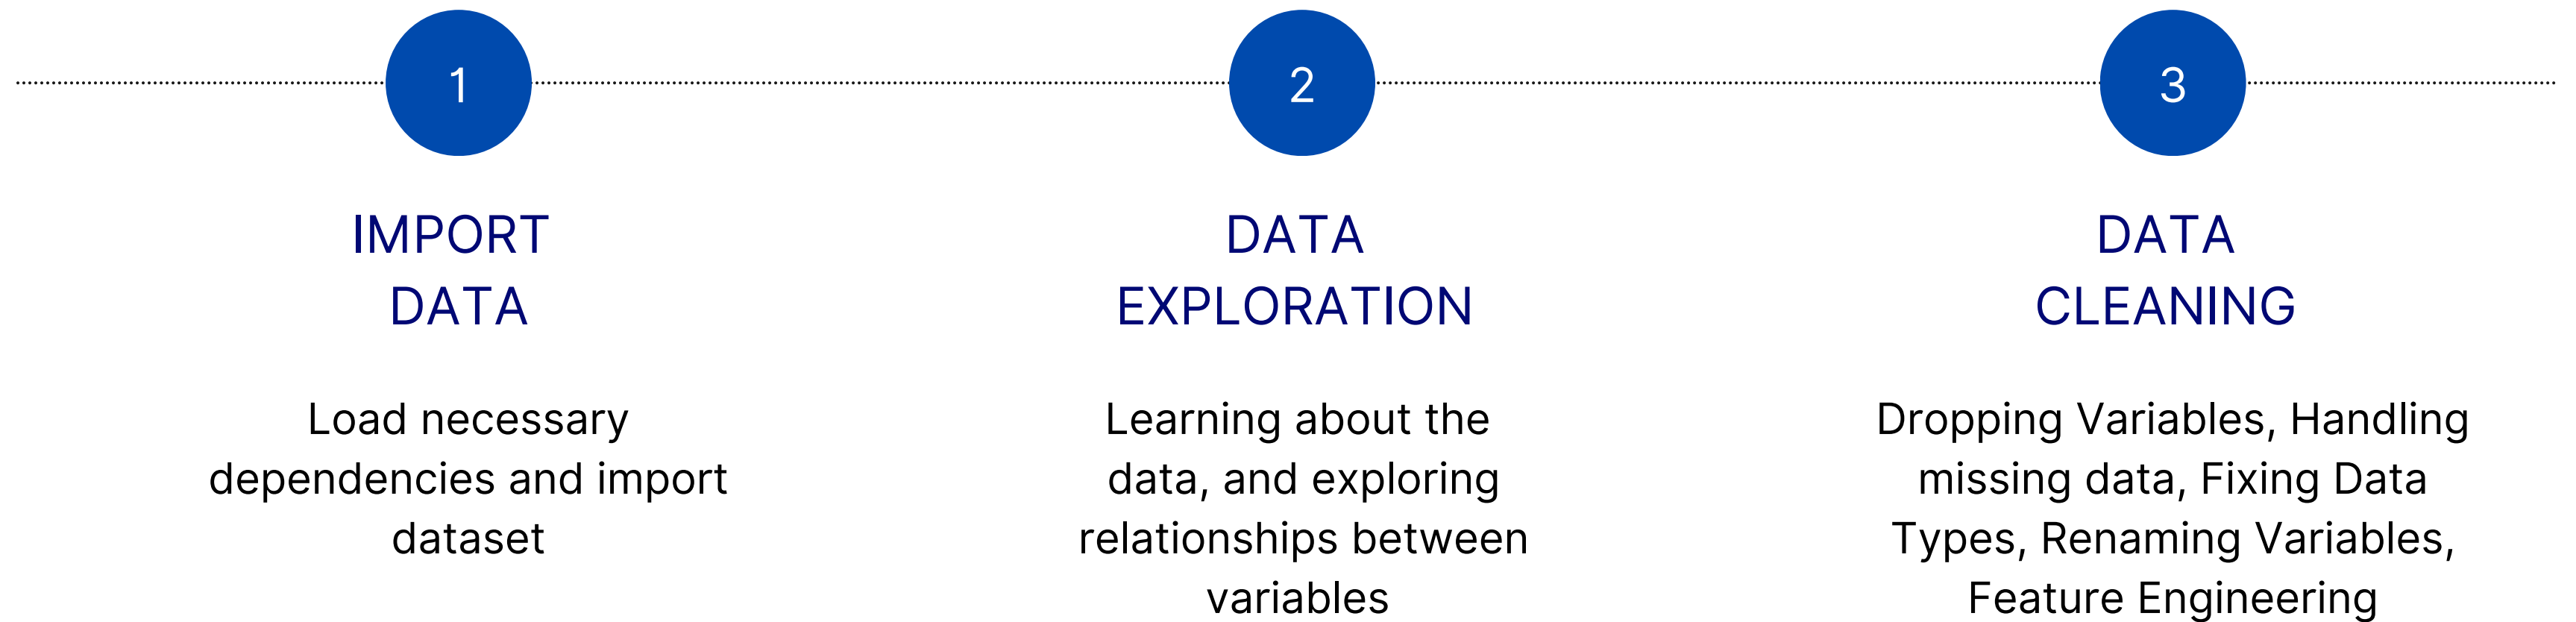 1
IMPORT
DATA
Load necessary
dependencies and import
dataset
2
DATA
EXPLORATION
Learning about the
data, and exploring
relationships between
variables
3
DATA
CLEANING
Dropping Variables, Handling
missing data, Fixing Data
Types, Renaming Variables,
Feature Engineering